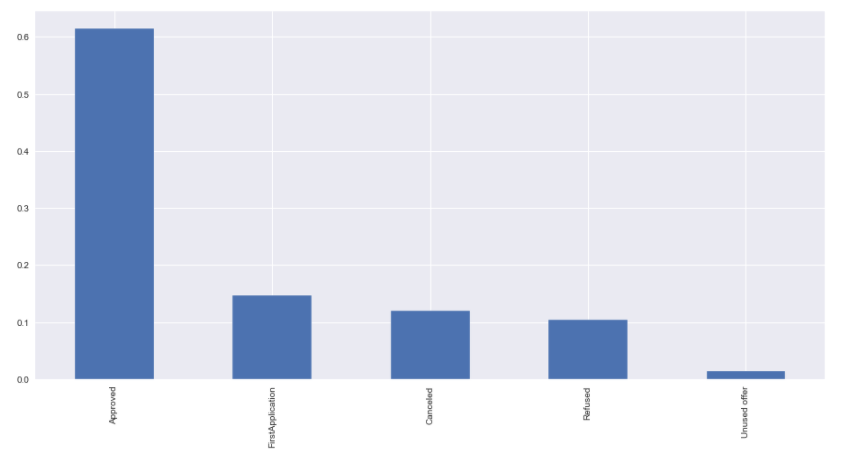 0.6
0.5
0.4
0.3
0.2
0.1
0.0
Approved
FirstApplication
Canceled
Refused
Unused offer